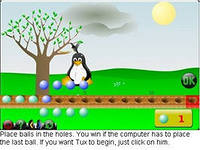 OK
1
Place balls in the holes. You win if the computer has to place
the last ball. If you want Tux to begin, just click on him.